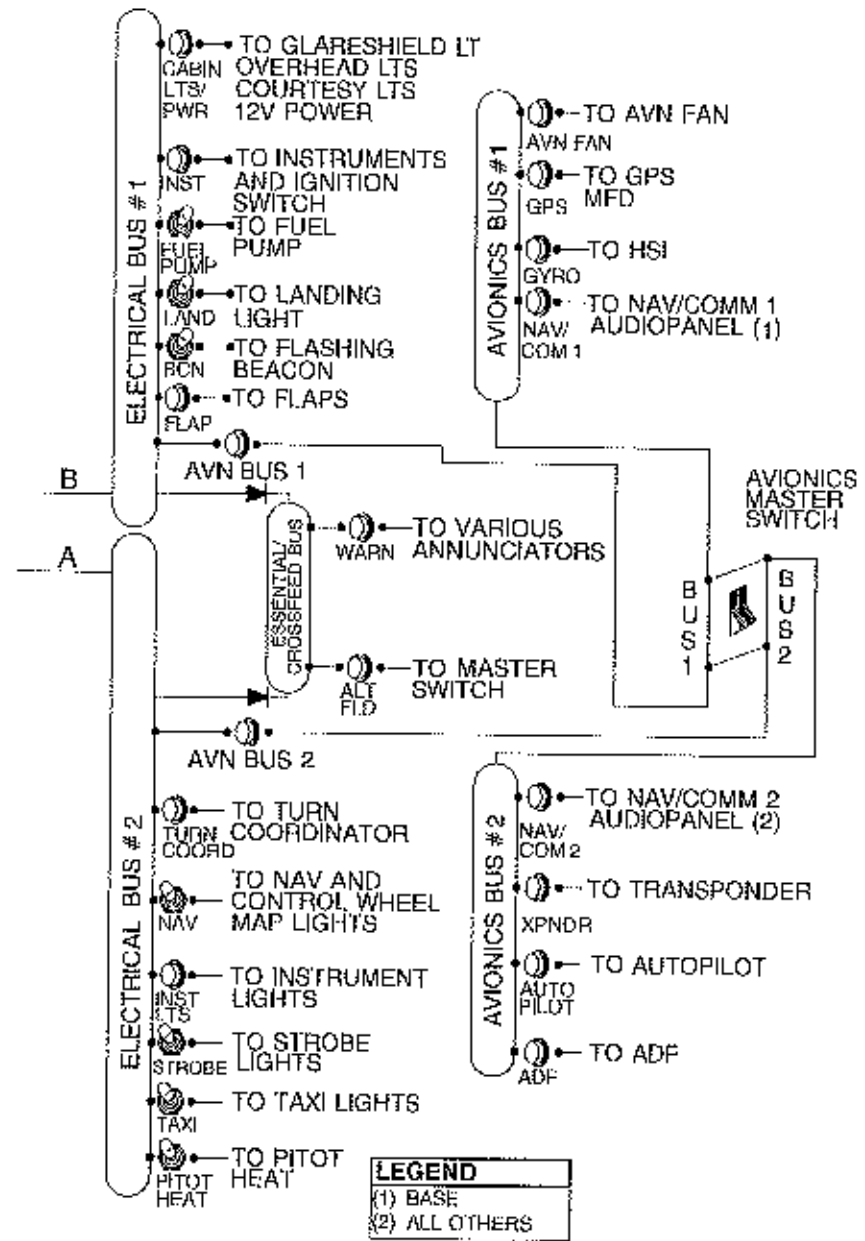 ELECTRICAL BUS #1
CABIN LTS/ PWR
TO GLARESHIELD LT
OVERHEAD LTS
COURTESY LTS
12V POWER
INST
TO INSTRUMENTS
AND IGNITION
SWITCH
FUEL
PUMP
TO FUEL
PUMP
LAND
TO LANDING
LIGHT
BCN
TO FLASHING
BEACON
FLAP
TO FLAPS
AVN BUS 1
B
A
ESSENTIAL/
CROSSFEED BUS
WARN
TO VARIOUS
ANNUNCIATORS
ALT
FLD
TO MASTER
SWITCH
AVN BUS 2
ELECTRICAL BUS #2
TURN
COORD
TO TURN
COORDINATOR
NAV
TO NAV AND
CONTROL WHEEL
MAP LIGHTS
INST
LTS
TO INSTRUMENT
LIGHTS
STROBE
TO STROBE
LIGHTS
TAXI
TO TAXI LIGHTS
PITOT
HEAT
TO PITOT
HEAT
AVIONICS BUS #1
AVN FAN
TO AVN FAN
GPS
TO GPS
MFD
GYRO
TO HSI
NAV/
COM 1
TO NAV/COMM 1
AUDIOPANEL (1)
AVIONICS
MASTER
SWITCH
BUS 1
BUS 2
AVIONICS BUS #2
NAV/
COM 2
TO NAV/COMM 2
AUDIOPANEL (2)
XPNDR
TO TRANSPONDER
AUTO
PILOT
TO AUTOPILOT
ADF
TO ADF
LEGEND
(1) BASE
(2) ALL OTHERS